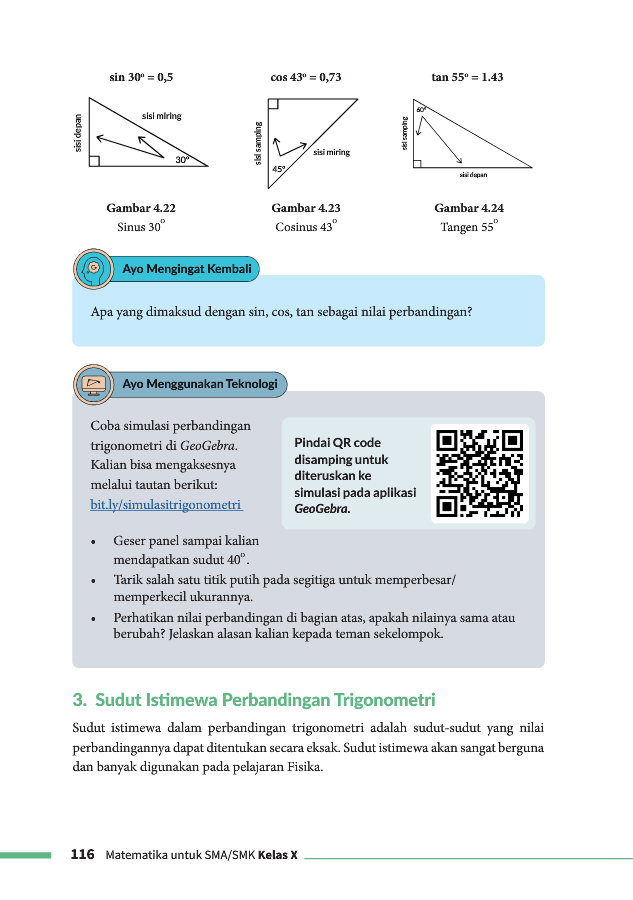 sin 30° = 0,5
cos 43° = 0,73
tan 55° = 1.43
sisi depan
sisi miring
30°
sisi samping
sisi miring
45°
60°
sisi samping
sisi depan
Gambar 4.22
Sinus 30°
Gambar 4.23
Cosinus 43°
Gambar 4.24
Tangen 55°
Ayo Mengingat Kembali
Apa yang dimaksud dengan sin, cos, tan sebagai nilai perbandingan?
Ayo Menggunakan Teknologi
Coba simulasi perbandingan
trigonometri di GeoGebra.
Kalian bisa mengaksesnya
melalui tautan berikut:
bit.ly/simulasitrigonometri
Pindai QR code
disamping untuk
diteruskan ke
simulasi pada aplikasi
GeoGebra.
• Geser panel sampai kalian
mendapatkan sudut 40°.
• Tarik salah satu titik putih pada segitiga untuk memperbesar/
memperkecil ukurannya.
• Perhatikan nilai perbandingan di bagian atas, apakah nilainya sama atau
berubah? Jelaskan alasan kalian kepada teman sekelompok.
3. Sudut Istimewa Perbandingan Trigonometri
Sudut istimewa dalam perbandingan trigonometri adalah sudut-sudut yang nilai
perbandingannya dapat ditentukan secara eksak. Sudut istimewa akan sangat berguna
dan banyak digunakan pada pelajaran Fisika.
116 Matematika untuk SMA/SMK Kelas X